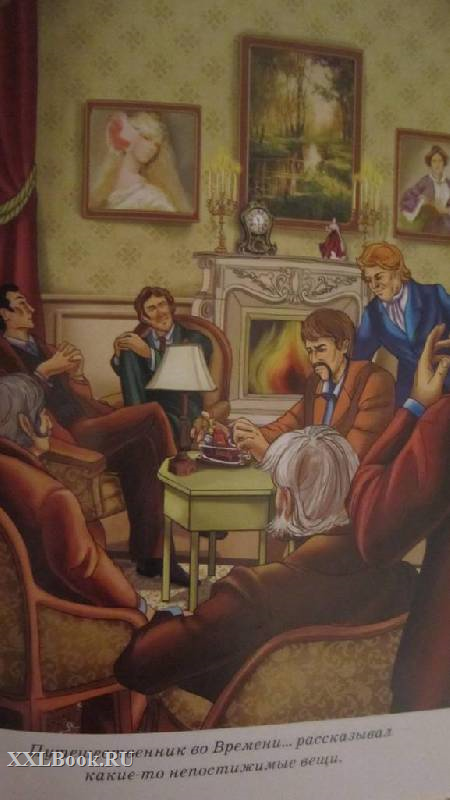 Путешественник во Времени... рассказывал
какие-то непостижимые вещи.
XXLBook.RU